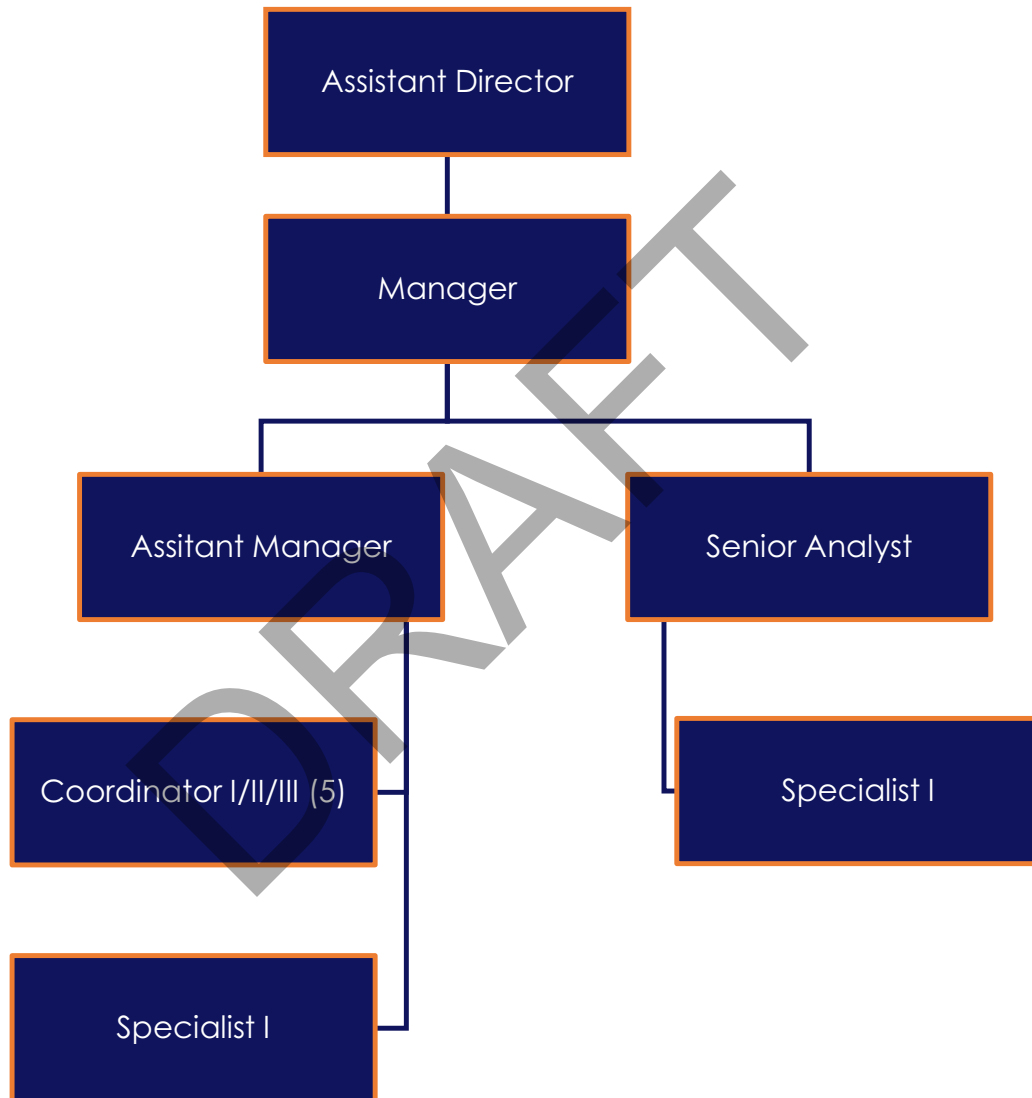 Assistant Director
Manager
Assitant Manager
Senior Analyst
Coordinator I/II/III (5)
Specialist I
Specialist I
DRAFT